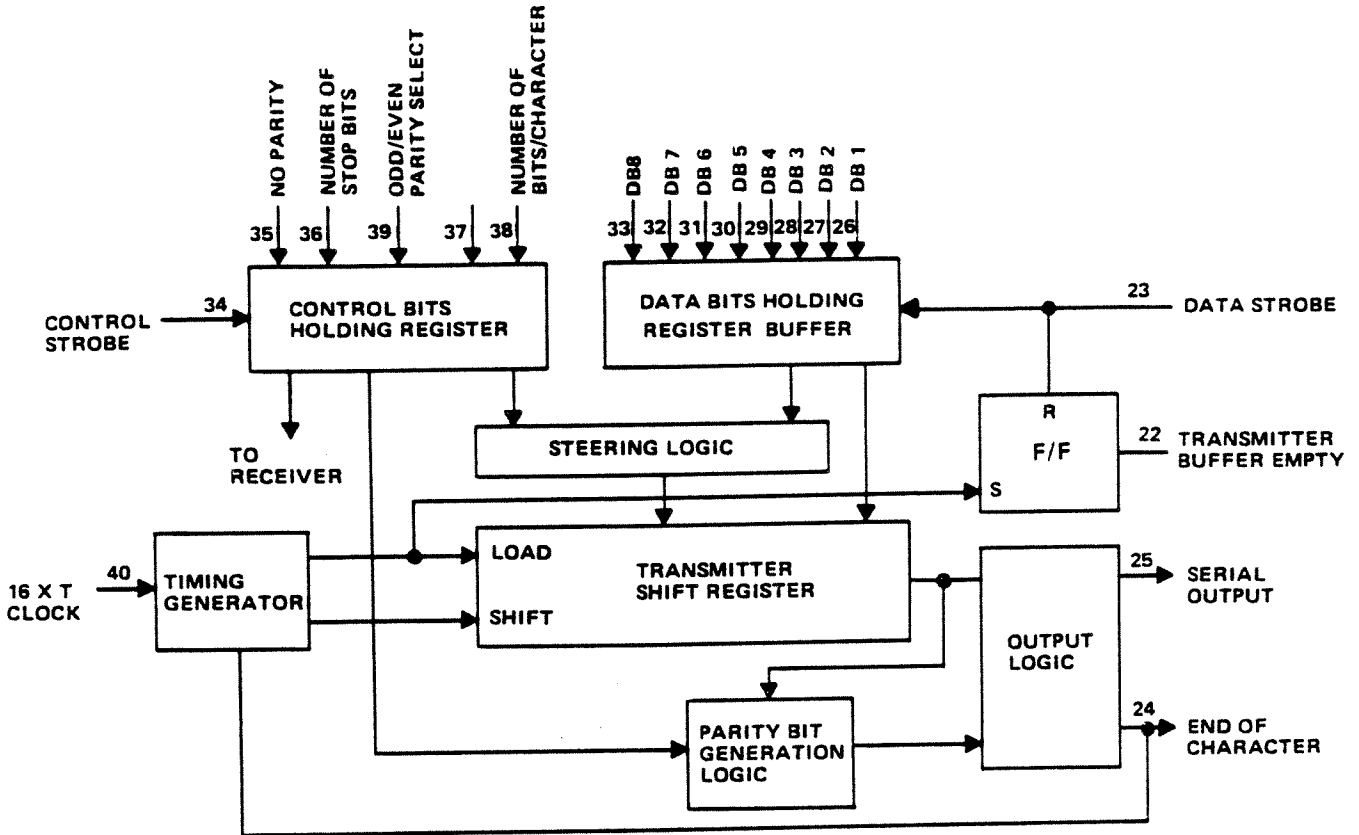 NO PARITY
NUMBER OF
STOP BITS
ODD/EVEN
PARITY SELECT
NUMBER OF
BITS/CHARACTER
DB8
DB 7
DB 6
DB 5
DB 4
DB 3
DB 2
DB 1
35
36
39
37
38
33
32
31
30
29
28
27
26
34
CONTROL
STROBE
CONTROL BITS
HOLDING REGISTER
DATA BITS HOLDING
REGISTER BUFFER
23
DATA STROBE
TO
RECEIVER
STEERING LOGIC
R
F/F
S
22
TRANSMITTER
BUFFER EMPTY
16 X T
CLOCK
40
TIMING
GENERATOR
LOAD
SHIFT
TRANSMITTER
SHIFT REGISTER
OUTPUT
LOGIC
25
SERIAL
OUTPUT
PARITY BIT
GENERATION
LOGIC
24
END OF
CHARACTER